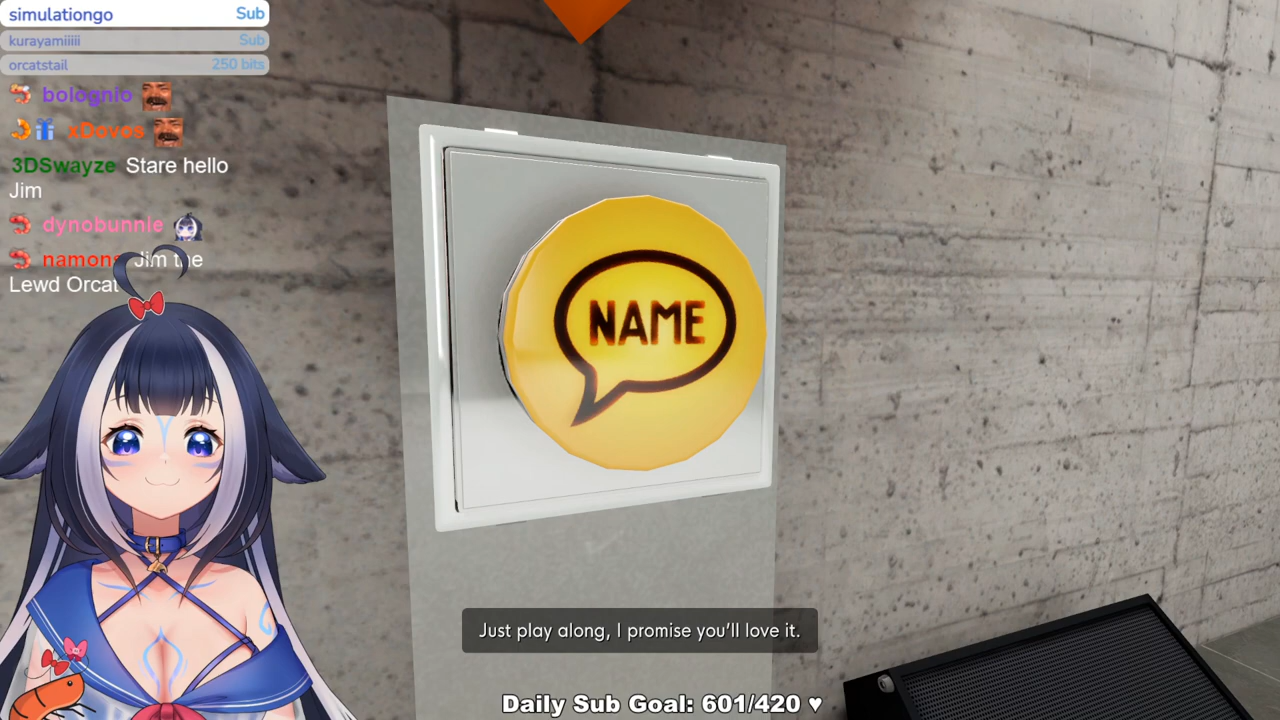 simulationgo Sub
kurayamiiiii Sub
orcatstail 250 bits
bolognio
xDovos
3DSwayze Stare hello
Jim
dynobunnie
Jim the
Lewd Orcat
NAME
Just play along, I promise you'll love it.
Daily Sub Goal: 601/420 ♥